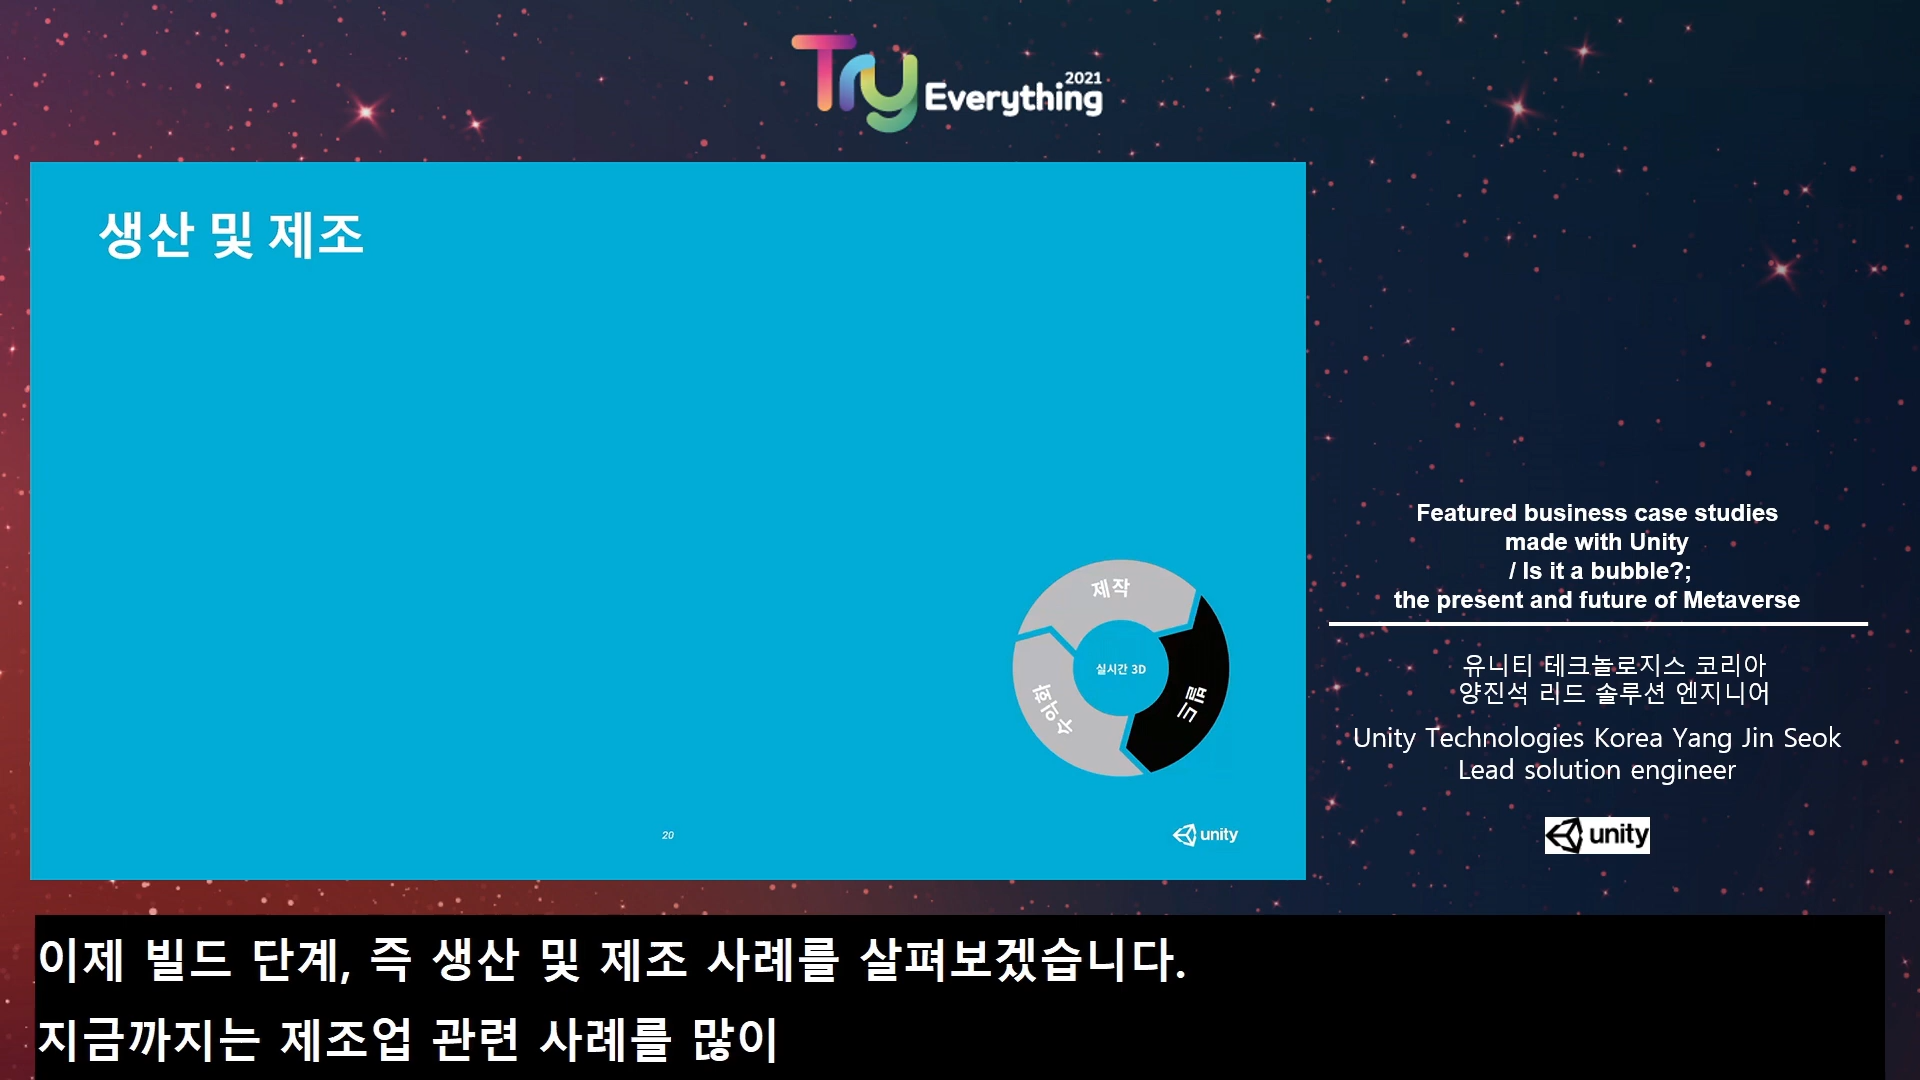 Try Everything 2021
생산 및 제조
제작
빌드
수익화
실시간 3D
20
unity
Featured business case studies
made with Unity
/ Is it a bubble?;
the present and future of Metaverse
유니티 테크놀로지스 코리아
양진석 리드 솔루션 엔지니어
Unity Technologies Korea Yang Jin Seok
Lead solution engineer
unity
이제 빌드 단계, 즉 생산 및 제조 사례를 살펴보겠습니다.
지금까지는 제조업 관련 사례를 많이